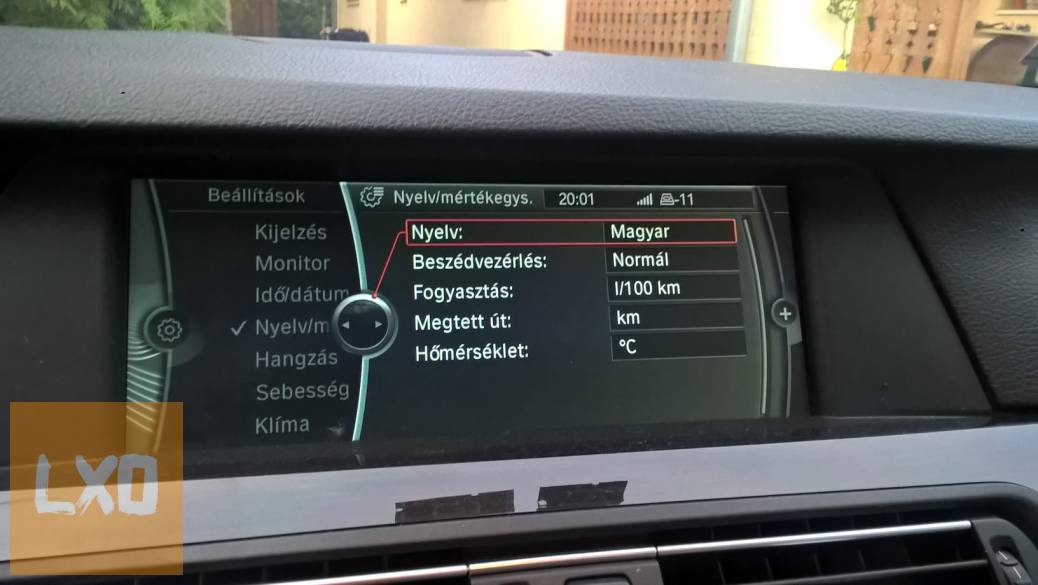 Beállítások
Kijelzés
Monitor
Idő/dátum
Nyelv/m
Hangzás
Sebesség
Klíma
Nyelv/mértékegys. 20:01 -11
Nyelv: Magyar
Beszédvezérlés: Normál
Fogyasztás: l/100 km
Megtett út: km
Hőmérséklet: °C
LXO